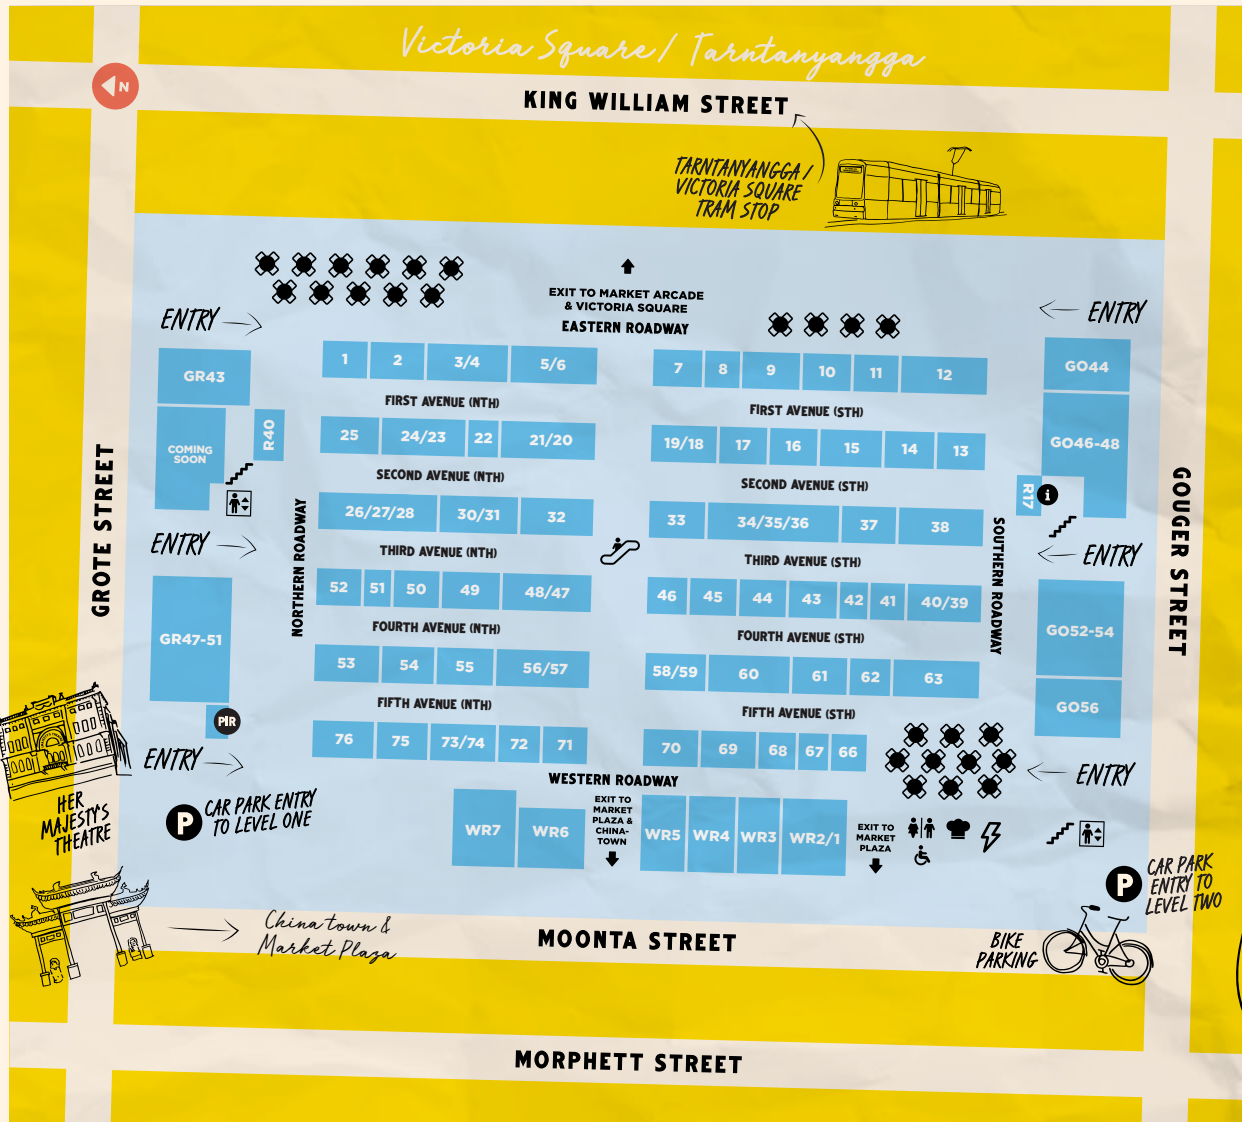 Victoria Square / Tarntanyangga
N
KING WILLIAM STREET
TARNTANYANGGA /
VICTORIA SQUARE
TRAM STOP
EXIT TO MARKET ARCADE
& VICTORIA SQUARE
EASTERN ROADWAY
ENTRY
ENTRY
GR43
1
2
3/4
5/6
7
8
9
10
11
12
GO44
FIRST AVENUE (NTH)
FIRST AVENUE (STH)
COMING
SOON
R40
25
24/23
22
21/20
19/18
17
16
15
14
13
GO46-48
SECOND AVENUE (NTH)
SECOND AVENUE (STH)
R17
i
26/27/28
30/31
32
33
34/35/36
37
38
ENTRY
THIRD AVENUE (NTH)
THIRD AVENUE (STH)
ENTRY
GROTE STREET
NORTHERN ROADWAY
SOUTHERN ROADWAY
GOUGER STREET
52
51
50
49
48/47
46
45
44
43
42
41
40/39
GR47-51
FOURTH AVENUE (NTH)
FOURTH AVENUE (STH)
GO52-54
53
54
55
56/57
58/59
60
61
62
63
FIFTH AVENUE (NTH)
FIFTH AVENUE (STH)
GO56
PIR
76
75
73/74
72
71
70
69
68
67
66
ENTRY
WESTERN ROADWAY
ENTRY
HER
MAJESTY'S
THEATRE
P
CAR PARK ENTRY
TO LEVEL ONE
WR7
WR6
EXIT TO
MARKET
PLAZA &
CHINA-
TOWN
WR5
WR4
WR3
WR2/1
EXIT TO
MARKET
PLAZA
P
CAR PARK
ENTRY TO
LEVEL TWO
China town &
Market Plaza
MOONTA STREET
BIKE
PARKING
MORPHETT STREET